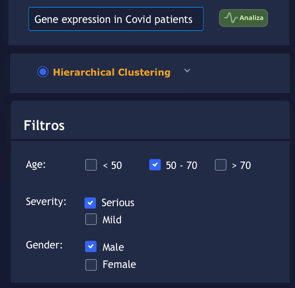 Gene expression in Covid patients
Analiza
Hierarchical Clustering
Filtros
Age: < 50 50 - 70 > 70
Severity: Serious
Mild
Gender: Male
Female